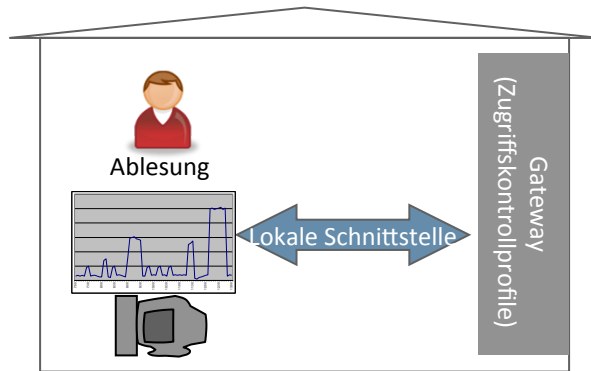 Ablesung
Lokale Schnittstelle
Gateway
(Zugriffskontrollprofile)